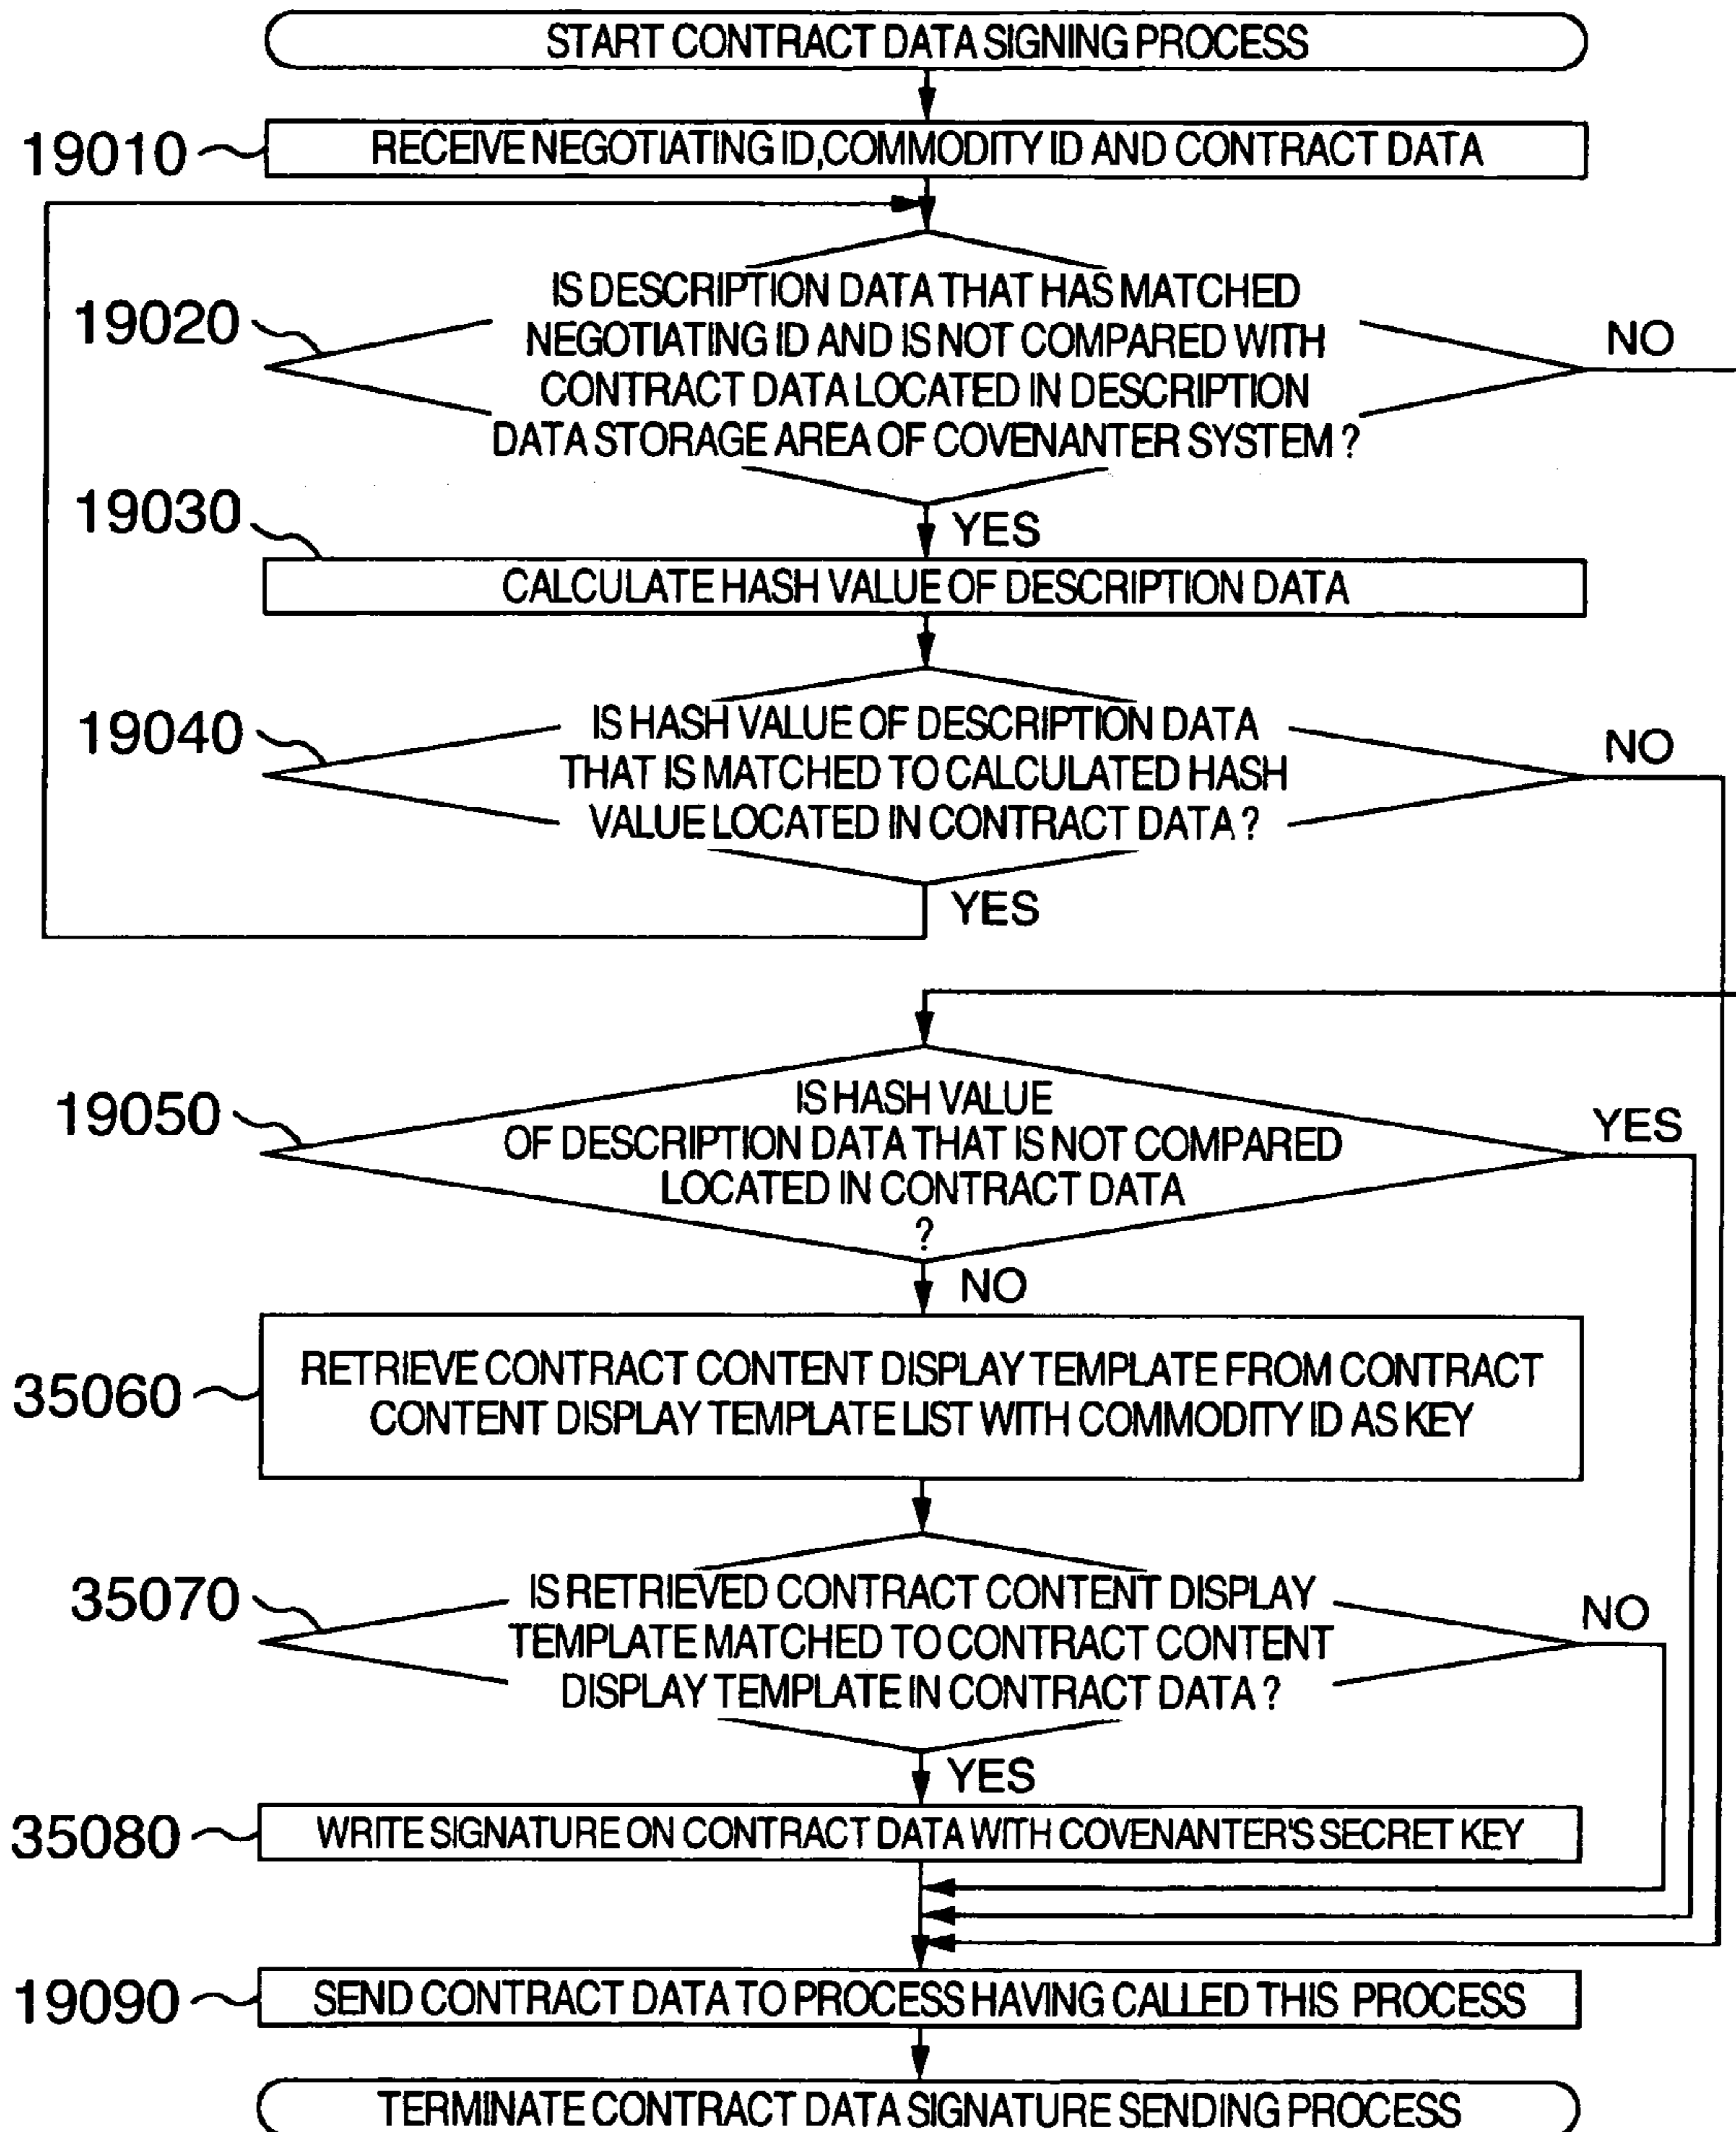 START CONTRACT DATA SIGNING PROCESS
19010
RECEIVE NEGOTIATING ID,COMMODITY ID AND CONTRACT DATA
19020
IS DESCRIPTION DATA THAT HAS MATCHED
NEGOTIATING ID AND IS NOT COMPARED WITH
CONTRACT DATA LOCATED IN DESCRIPTION
DATA STORAGE AREA OF COVENANTER SYSTEM ?
NO
YES
19030
CALCULATE HASH VALUE OF DESCRIPTION DATA
19040
IS HASH VALUE OF DESCRIPTION DATA
THAT IS MATCHED TO CALCULATED HASH
VALUE LOCATED IN CONTRACT DATA ?
NO
YES
19050
IS HASH VALUE
OF DESCRIPTION DATA THAT IS NOT COMPARED
LOCATED IN CONTRACT DATA
?
YES
NO
35060
RETRIEVE CONTRACT CONTENT DISPLAY TEMPLATE FROM CONTRACT
CONTENT DISPLAY TEMPLATE LIST WITH COMMODITY ID AS KEY
35070
IS RETRIEVED CONTRACT CONTENT DISPLAY
TEMPLATE MATCHED TO CONTRACT CONTENT
DISPLAY TEMPLATE IN CONTRACT DATA ?
NO
YES
35080
WRITE SIGNATURE ON CONTRACT DATA WITH COVENANTER'S SECRET KEY
19090
SEND CONTRACT DATA TO PROCESS HAVING CALLED THIS PROCESS
TERMINATE CONTRACT DATA SIGNATURE SENDING PROCESS